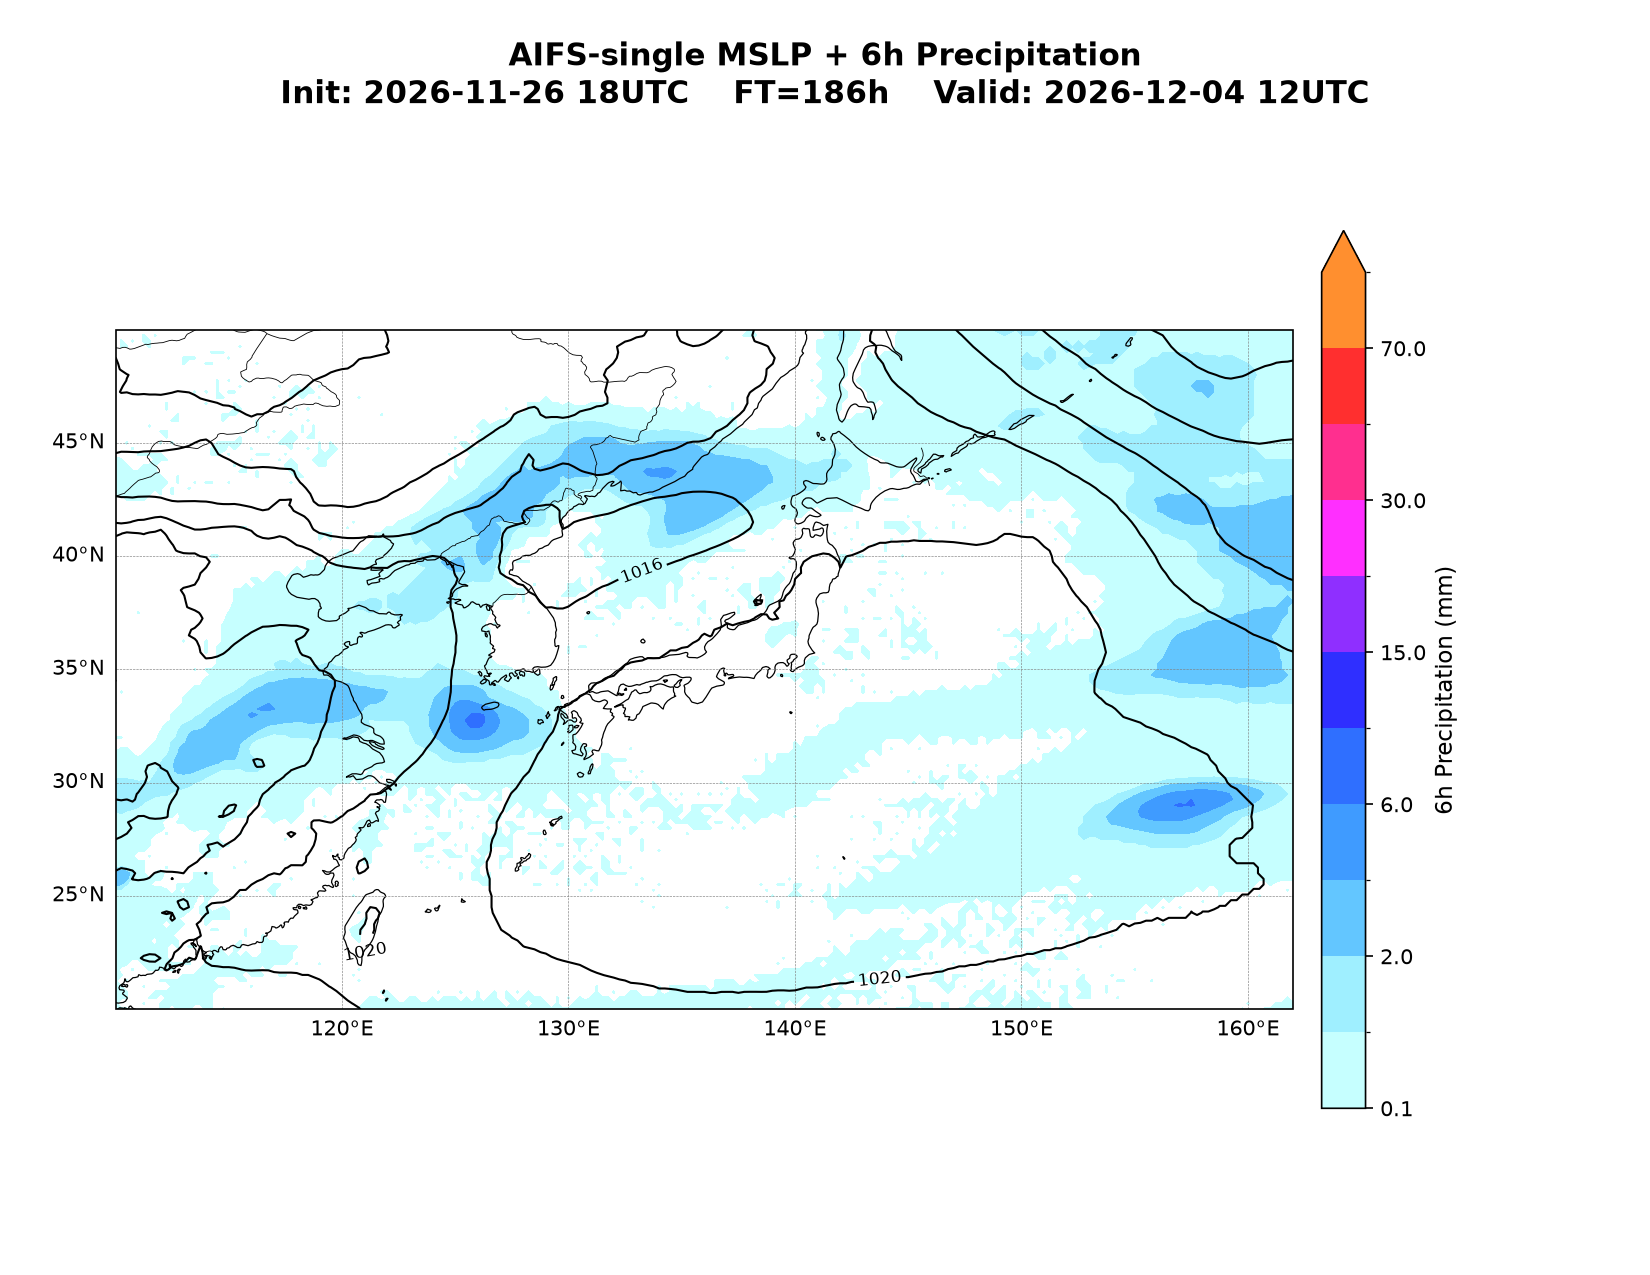 AIFS-single MSLP + 6h Precipitation
Init: 2026-11-26 18UTC    FT=186h    Valid: 2026-12-04 12UTC
45°N
40°N
35°N
30°N
25°N
120°E
130°E
140°E
150°E
160°E
1016
1020
1020
70.0
30.0
15.0
6.0
2.0
0.1
6h Precipitation (mm)